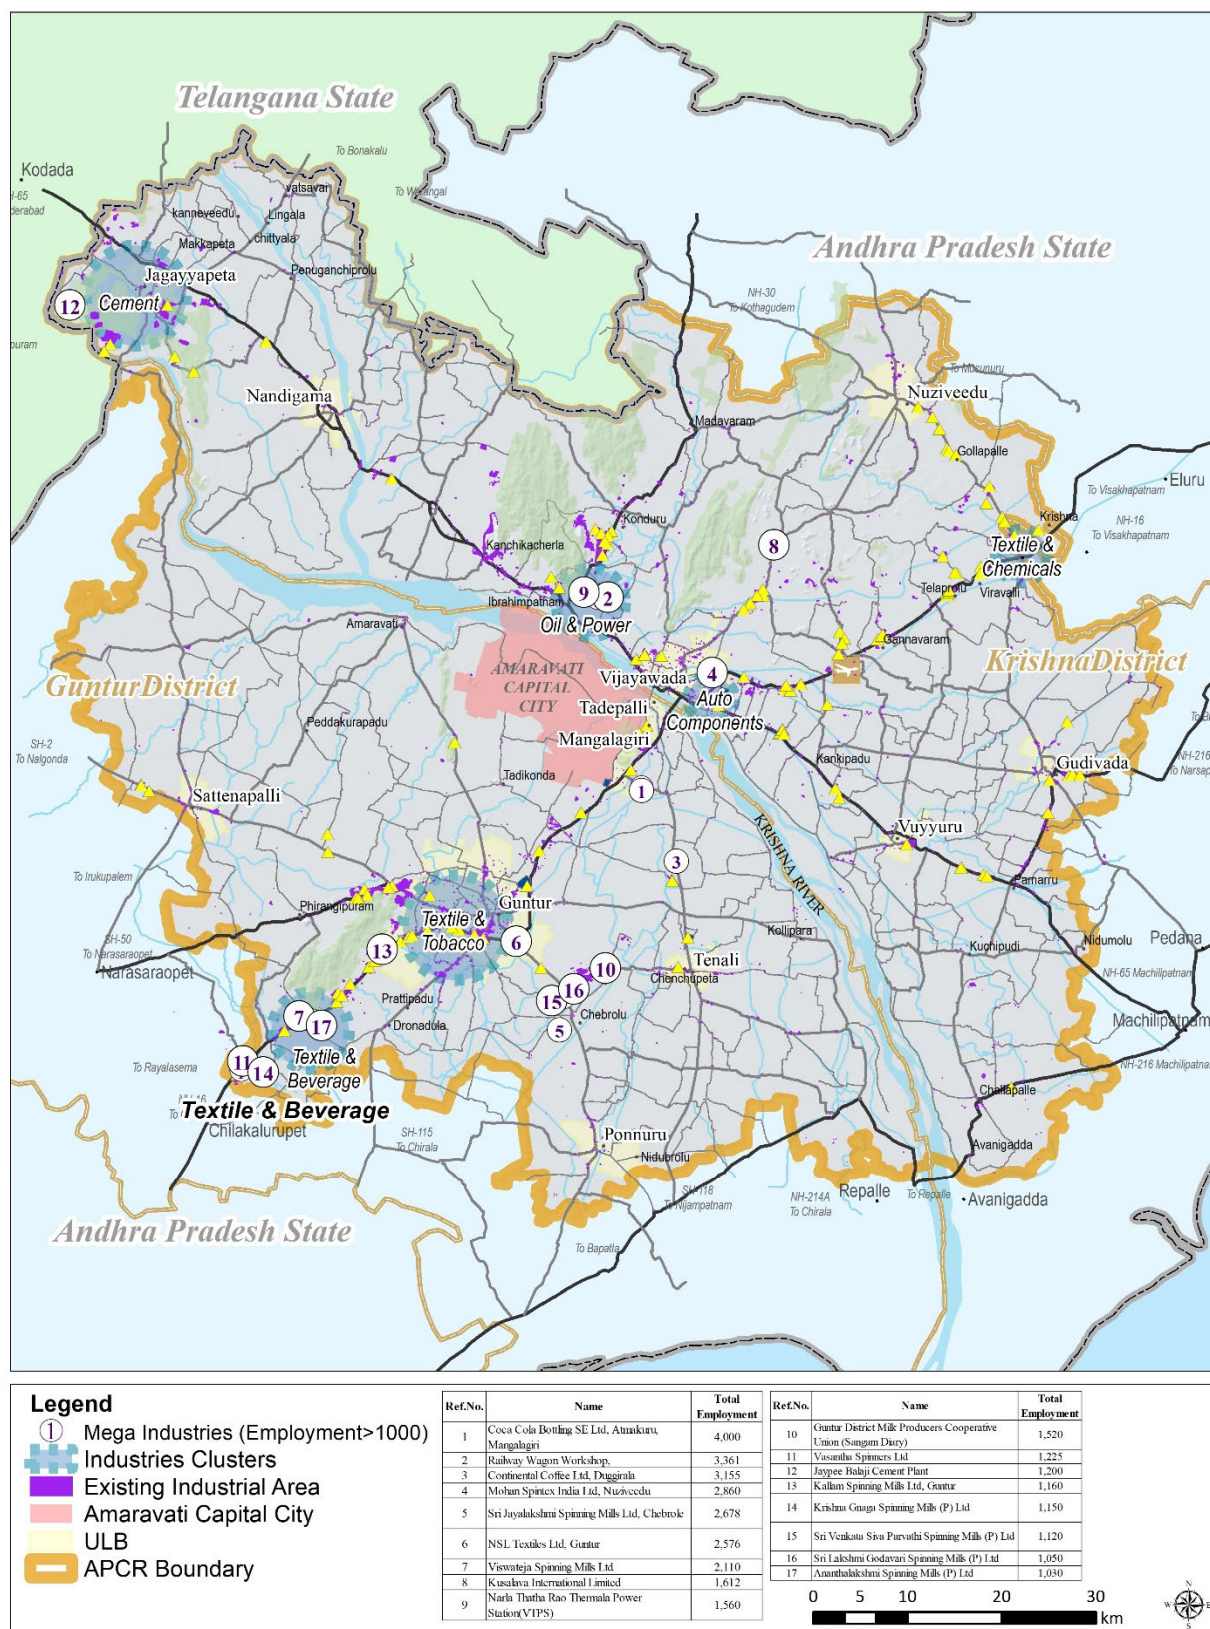 Telangana State
To Bonakalu
Kodada
vatsavai
To Warangal
kanneveedu
Lingala
Makkapeta
chittyala
Andhra Pradesh State
Jagayyapeta
Penuganchiprolu
12
Cement
NH-30
To Kothagudem
To Musunuru
Nandigama
Nuziveedu
Madavaram
Gollapalle
Eluru
To Visakhapatnam
Konduru
Krishna
NH-16
To Visakhapatnam
Kanchikacherla
8
Textile &
Chemicals
Telaprolu
Viravalli
9
2
Ibrahimpatnam
Oil & Power
Amaravati
Gannavaram
AMARAVATI
CAPITAL
CITY
Guntur District
Krishna District
Vijayawada
4
Auto
Components
Tadepalli
Mangalagiri
Peddakurapadu
SH-2
To Nalgonda
Kankipadu
Gudivada
NH-216
Tadikonda
Sattenapalli
1
KRISHNA RIVER
Vuyyuru
3
To Irukupalem
Pamarru
Phirangipuram
Guntur
Textile &
Tobacco
Kollipara
SH-50
To Narasaraopet
Narasaraopet
13
6
Kuchipudi
Nidumolu
Pedana
10
Tenali
Chenchupeta
NH-65 Machilipatnam
Prattipadu
15
16
7
17
Dronadula
5
Chebrolu
Machilipatnam
Textile &
Beverage
11
14
To Rayalasema
NH-216 Machilipatnam
Challapalle
Textile & Beverage
Chilakalurupet
SH-115
To Chirala
Ponnuru
Avanigadda
Nidubrolu
SH-118
To Nijampatnam
NH-214A
To Chirala
Repalle
To Repalle
Avanigadda
Andhra Pradesh State
To Bapatla
Legend
1 Mega Industries (Employment>1000)
Industries Clusters
Existing Industrial Area
Amaravati Capital City
ULB
APCR Boundary
Ref.No. Name Total Employment
1 Coca Cola Bottling SE Ltd, Atmakuru, Mangalagiri 4,000
2 Railway Wagon Workshop, 3,361
3 Continental Coffee Ltd, Duggirala 3,155
4 Mohan Spintex India Ltd, Nuziveedu 2,860
5 Sri Jayalakshmi Spinning Mills Ltd, Chebrole 2,678
6 NSL Textiles Ltd, Guntur 2,576
7 Viswateja Spinning Mills Ltd 2,110
8 Kusalava International Limited 1,612
9 Narla Thatha Rao Thermala Power Station(VTPS) 1,560
Ref.No. Name Total Employment
10 Guntur District Milk Producers Cooperative Union (Sangam Diary) 1,520
11 Vasantha Spinners Ltd 1,225
12 Jaypee Balaji Cement Plant 1,200
13 Kallam Spinning Mills Ltd, Guntur 1,160
14 Krishna Gnaga Spinning Mills (P) Ltd 1,150
15 Sri Venkata Siva Parvathi Spinning Mills (P) Ltd 1,120
16 Sri Lakshmi Godavari Spinning Mills (P) Ltd 1,050
17 Ananthalakshmi Spinning Mills (P) Ltd 1,030
0 5 10 20 30
km
N
W E
S